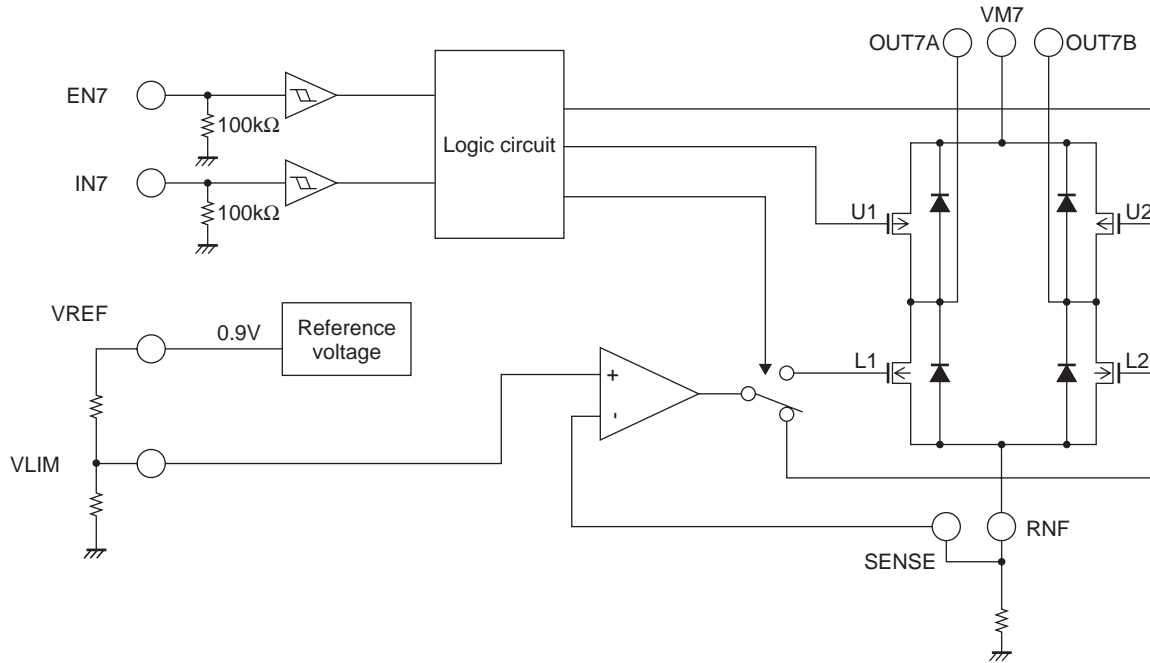 VM7
OUT7A
OUT7B
EN7
100kΩ
Logic circuit
IN7
100kΩ
U1
U2
VREF
0.9V
Reference
voltage
L1
L2
+
-
VLIM
RNF
SENSE